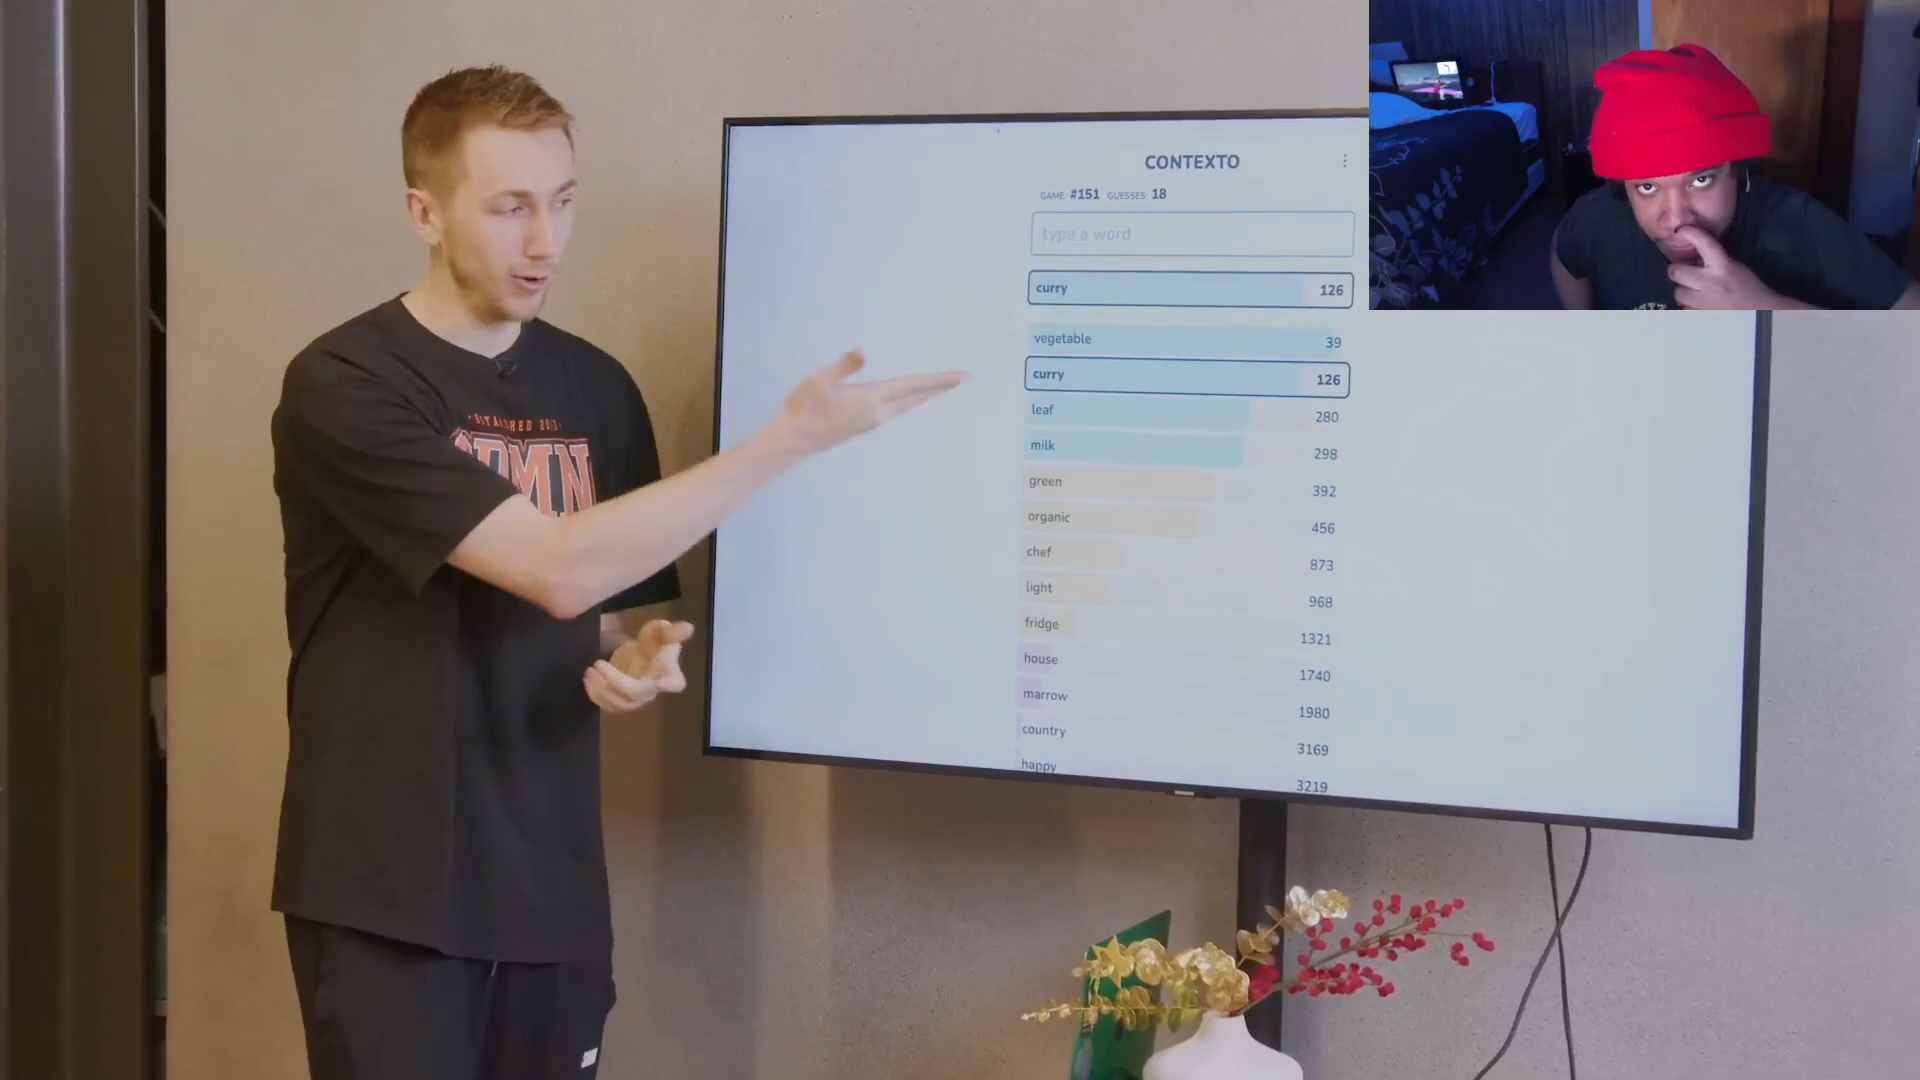 CONTEXTO
GAME: #151 GUESSES: 18
type a word
curry 126
vegetable 39
curry 126
leaf 280
milk 298
green 392
organic 456
chef 873
light 968
fridge 1321
house 1740
marrow 1980
country 3169
happy 3219